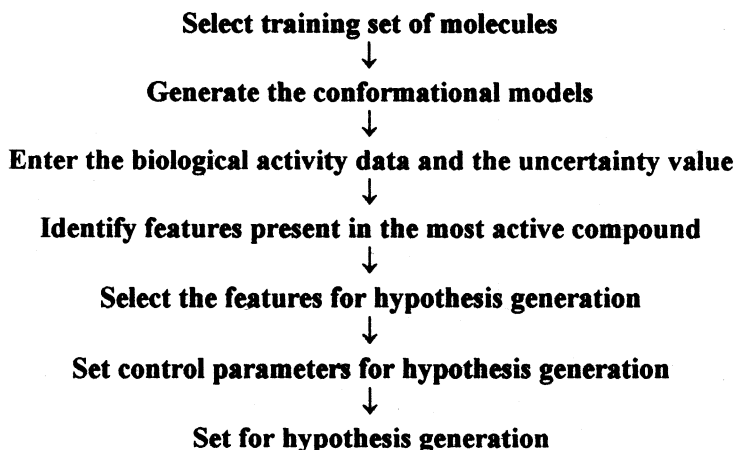 Select training set of molecules
↓
Generate the conformational models
↓
Enter the biological activity data and the uncertainty value
↓
Identify features present in the most active compound
↓
Select the features for hypothesis generation
↓
Set control parameters for hypothesis generation
↓
Set for hypothesis generation